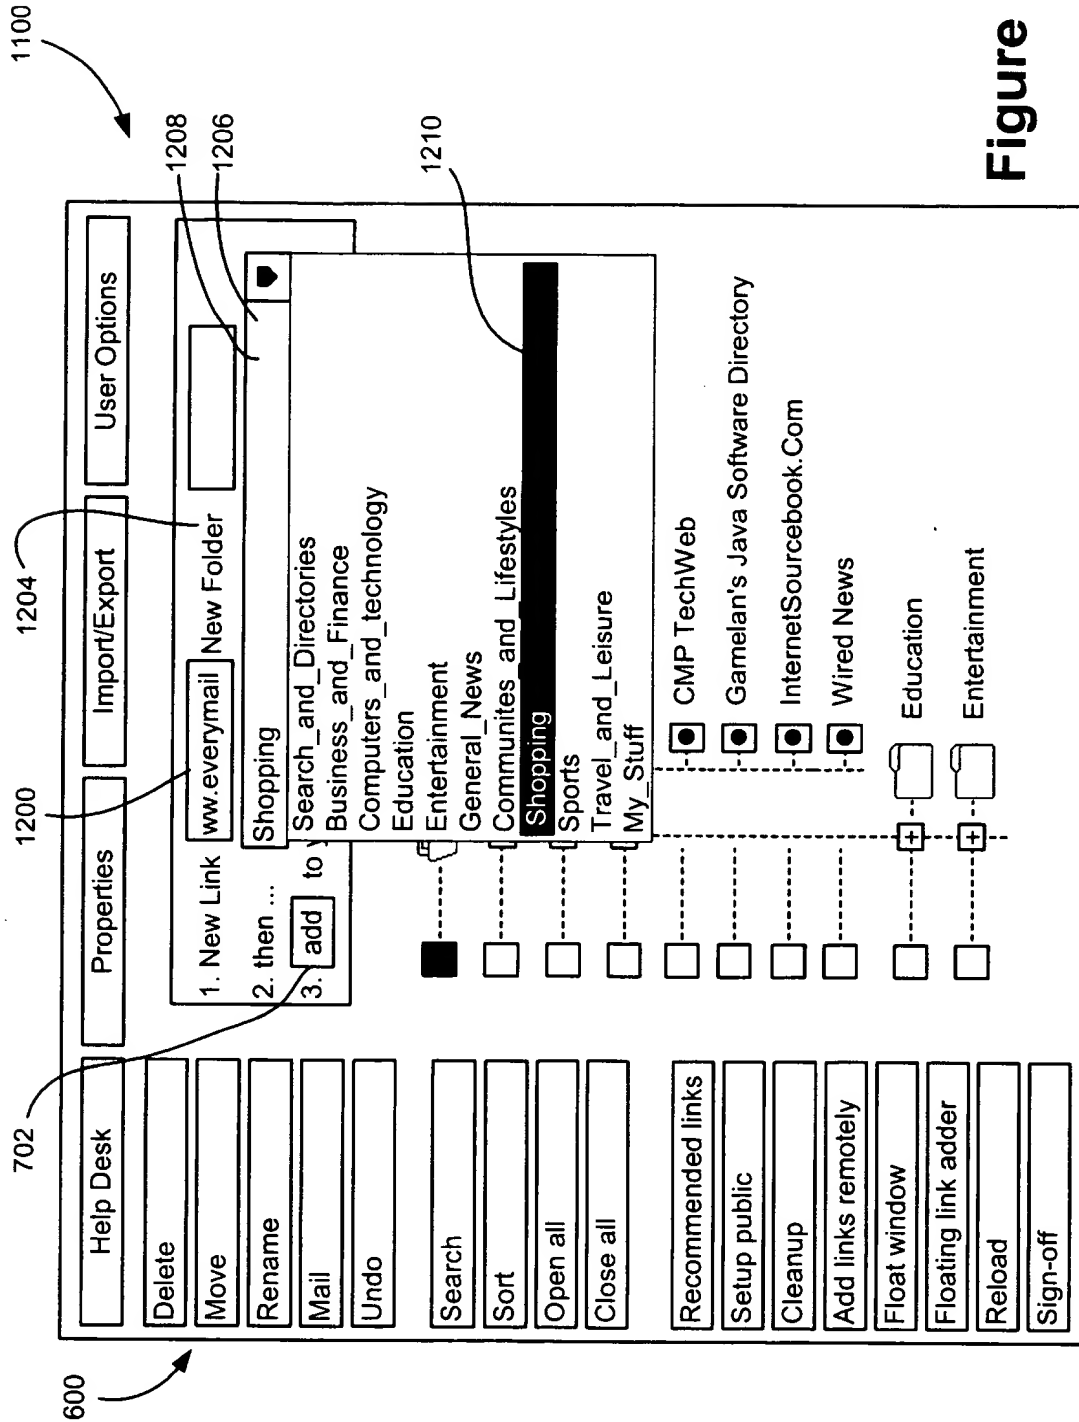 600
702
1200
1204
1100
Help Desk
Properties
Import/Export
User Options
Delete
Move
Rename
Mail
Undo
Search
Sort
Open all
Close all
Recommended links
Setup public
Cleanup
Add links remotely
Float window
Floating link adder
Reload
Sign-off
1. New Link ww.everymail New Folder
2. then ...
3. add to
1208
1206
Shopping
Search_and_Directories
Business_and_Finance
Computers_and_technology
Education
Entertainment
General_News
Communites_and_Lifestyles
Shopping
Sports
Travel_and_Leisure
My_Stuff
1210
CMP TechWeb
Gamelan's Java Software Directory
InternetSourcebook.Com
Wired News
+ Education
+ Entertainment
Figure